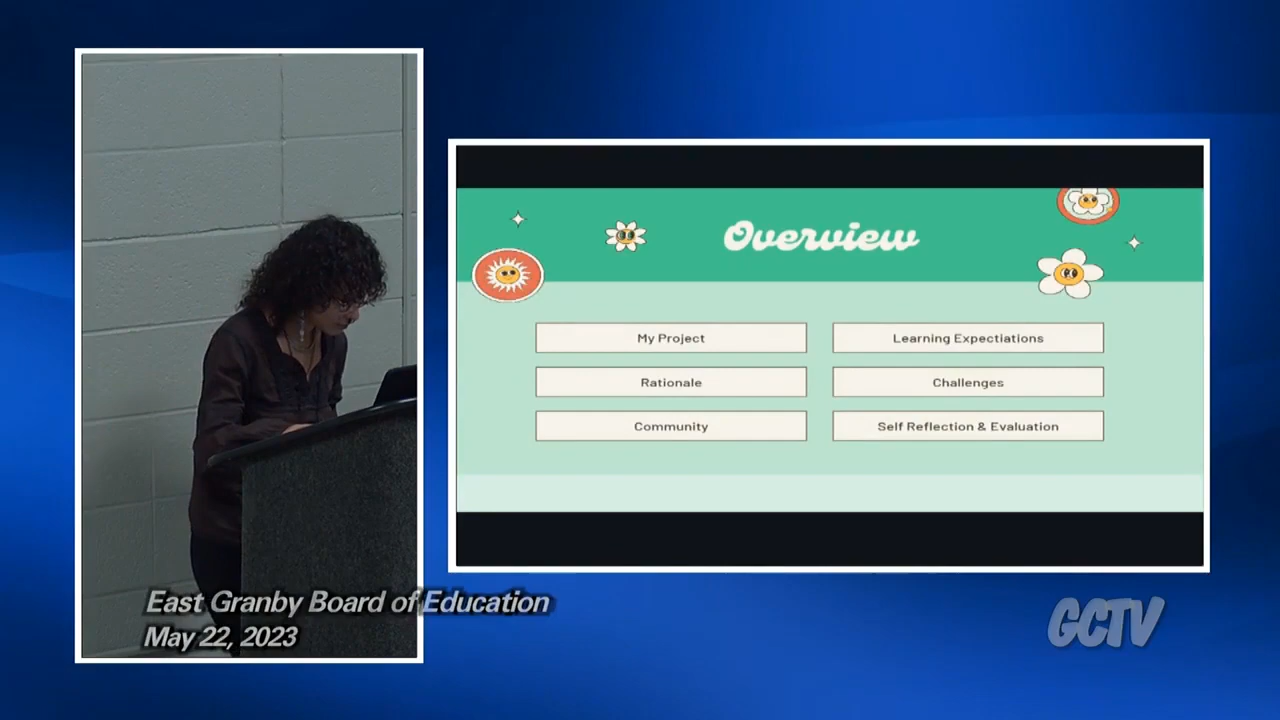 Overview
My Project
Learning Expectiations
Rationale
Challenges
Community
Self Reflection & Evaluation
East Granby Board of Education
May 22, 2023
GCTV